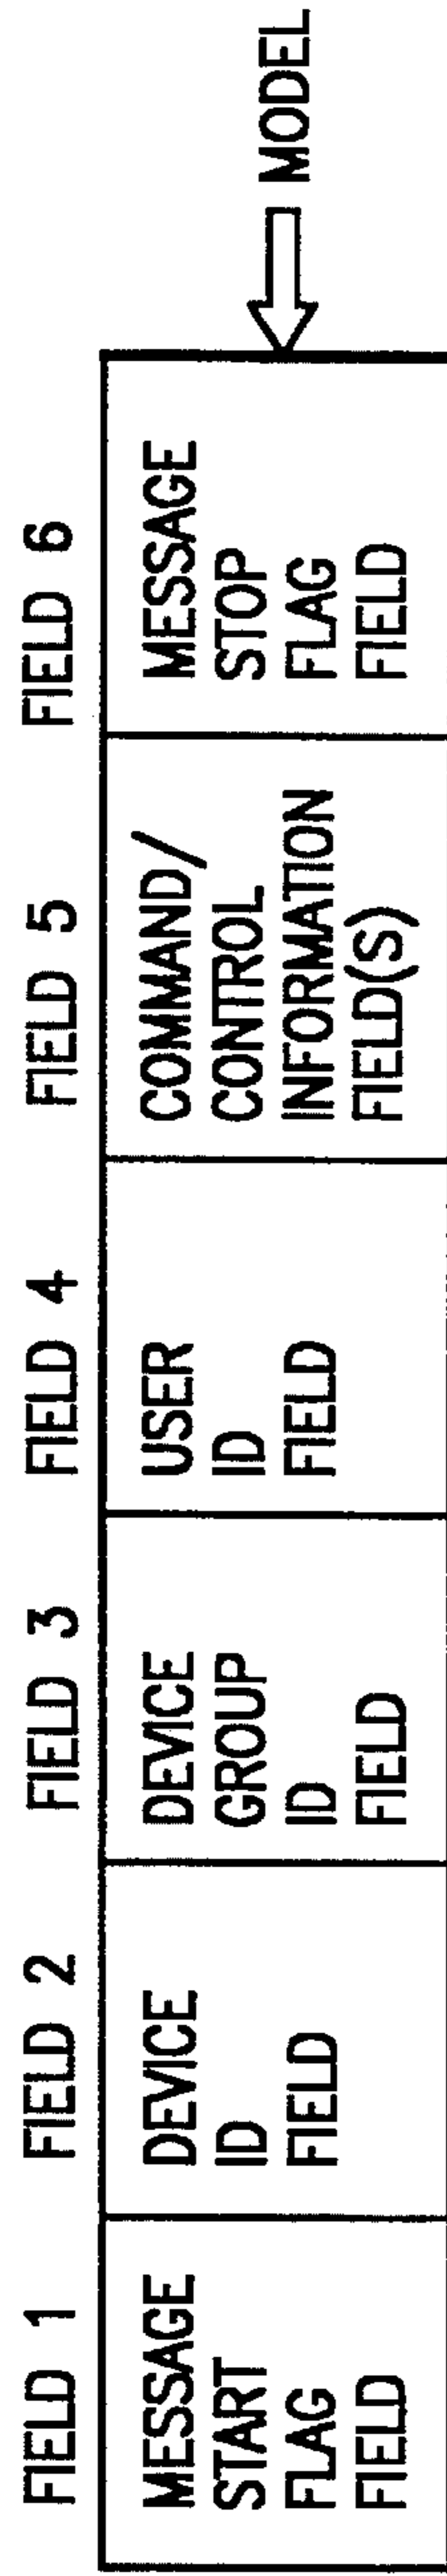 FIELD 1
MESSAGE
START
FLAG
FIELD
FIELD 2
DEVICE
ID
FIELD
FIELD 3
DEVICE
GROUP
ID
FIELD
FIELD 4
USER
ID
FIELD
FIELD 5
COMMAND/
CONTROL
INFORMATION
FIELD(S)
FIELD 6
MESSAGE
STOP
FLAG
FIELD
MODEL